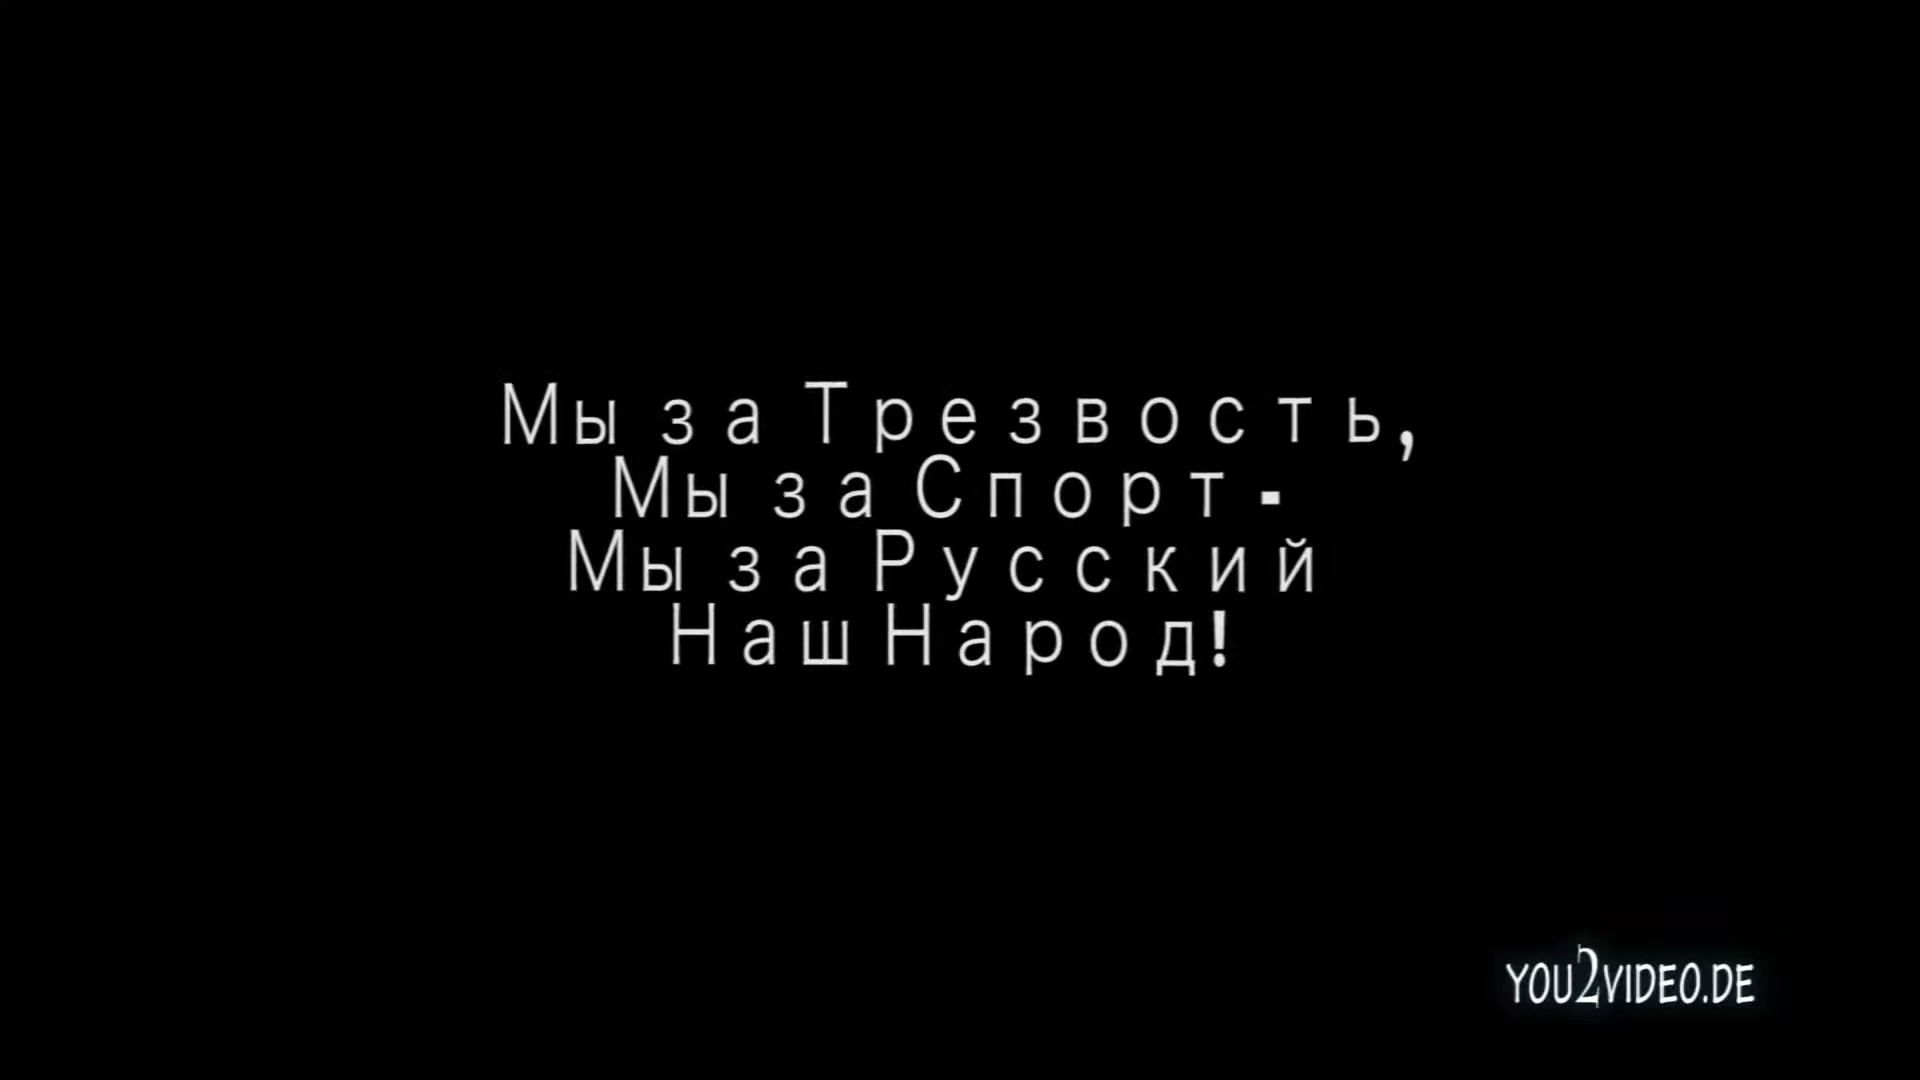 Мы за Трезвость,
Мы за Спорт -
Мы за Русский
Наш Народ!
YOU2VIDEO.DE